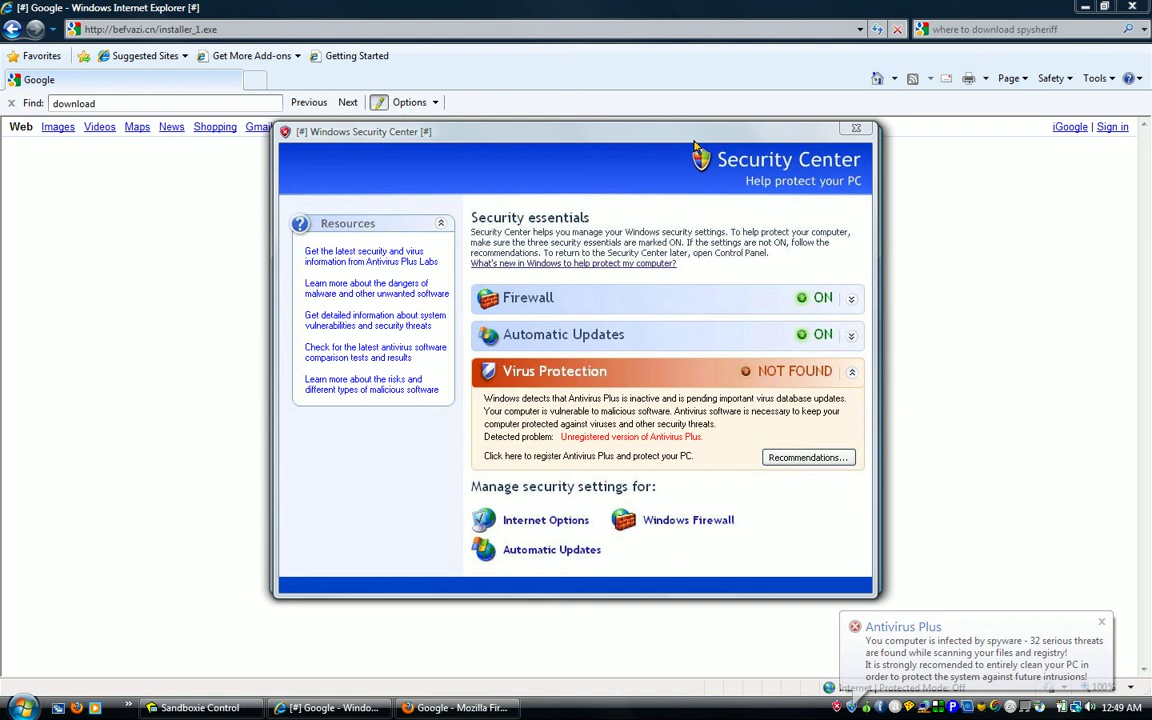 [#] Google - Windows Internet Explorer [#]
http://befvazi.cn/installer_1.exe
where to download spysheriff
Favorites
Suggested Sites
Get More Add-ons
Getting Started
Google
Page
Safety
Tools
Find:
download
Previous
Next
Options
Web Images Videos Maps News Shopping Gmai
iGoogle | Sign in
[#] Windows Security Center [#]
Security Center
Help protect your PC
Resources
Get the latest security and virus
information from Antivirus Plus Labs
Learn more about the dangers of
malware and other unwanted software
Get detailed information about system
vulnerabilities and security threats
Check for the latest antivirus software
comparison tests and results
Learn more about the risks and
different types of malicious software
Security essentials
Security Center helps you manage your Windows security settings. To help protect your computer,
make sure the three security essentials are marked ON. If the settings are not ON, follow the
recommendations. To return to the Security Center later, open Control Panel.
What's new in Windows to help protect my computer?
Firewall
ON
Automatic Updates
ON
Virus Protection
NOT FOUND
Windows detects that Antivirus Plus is inactive and is pending important virus database updates.
Your computer is vulnerable to malicious software. Antivirus software is necessary to keep your
computer protected against viruses and other security threats.
Detected problem: Unregistered version of Antivirus Plus.
Click here to register Antivirus Plus and protect your PC.
Recommendations...
Manage security settings for:
Internet Options
Windows Firewall
Automatic Updates
Antivirus Plus
You computer is infected by spyware - 32 serious threats
are found while scanning your files and registry!
It is strongly recomended to entirely clean your PC in
order to protect the system against future intrusions!
Internet | Protected Mode: Off
100%
Sandboxie Control
[#] Google - Windo...
Google - Mozilla Fir...
12:49 AM